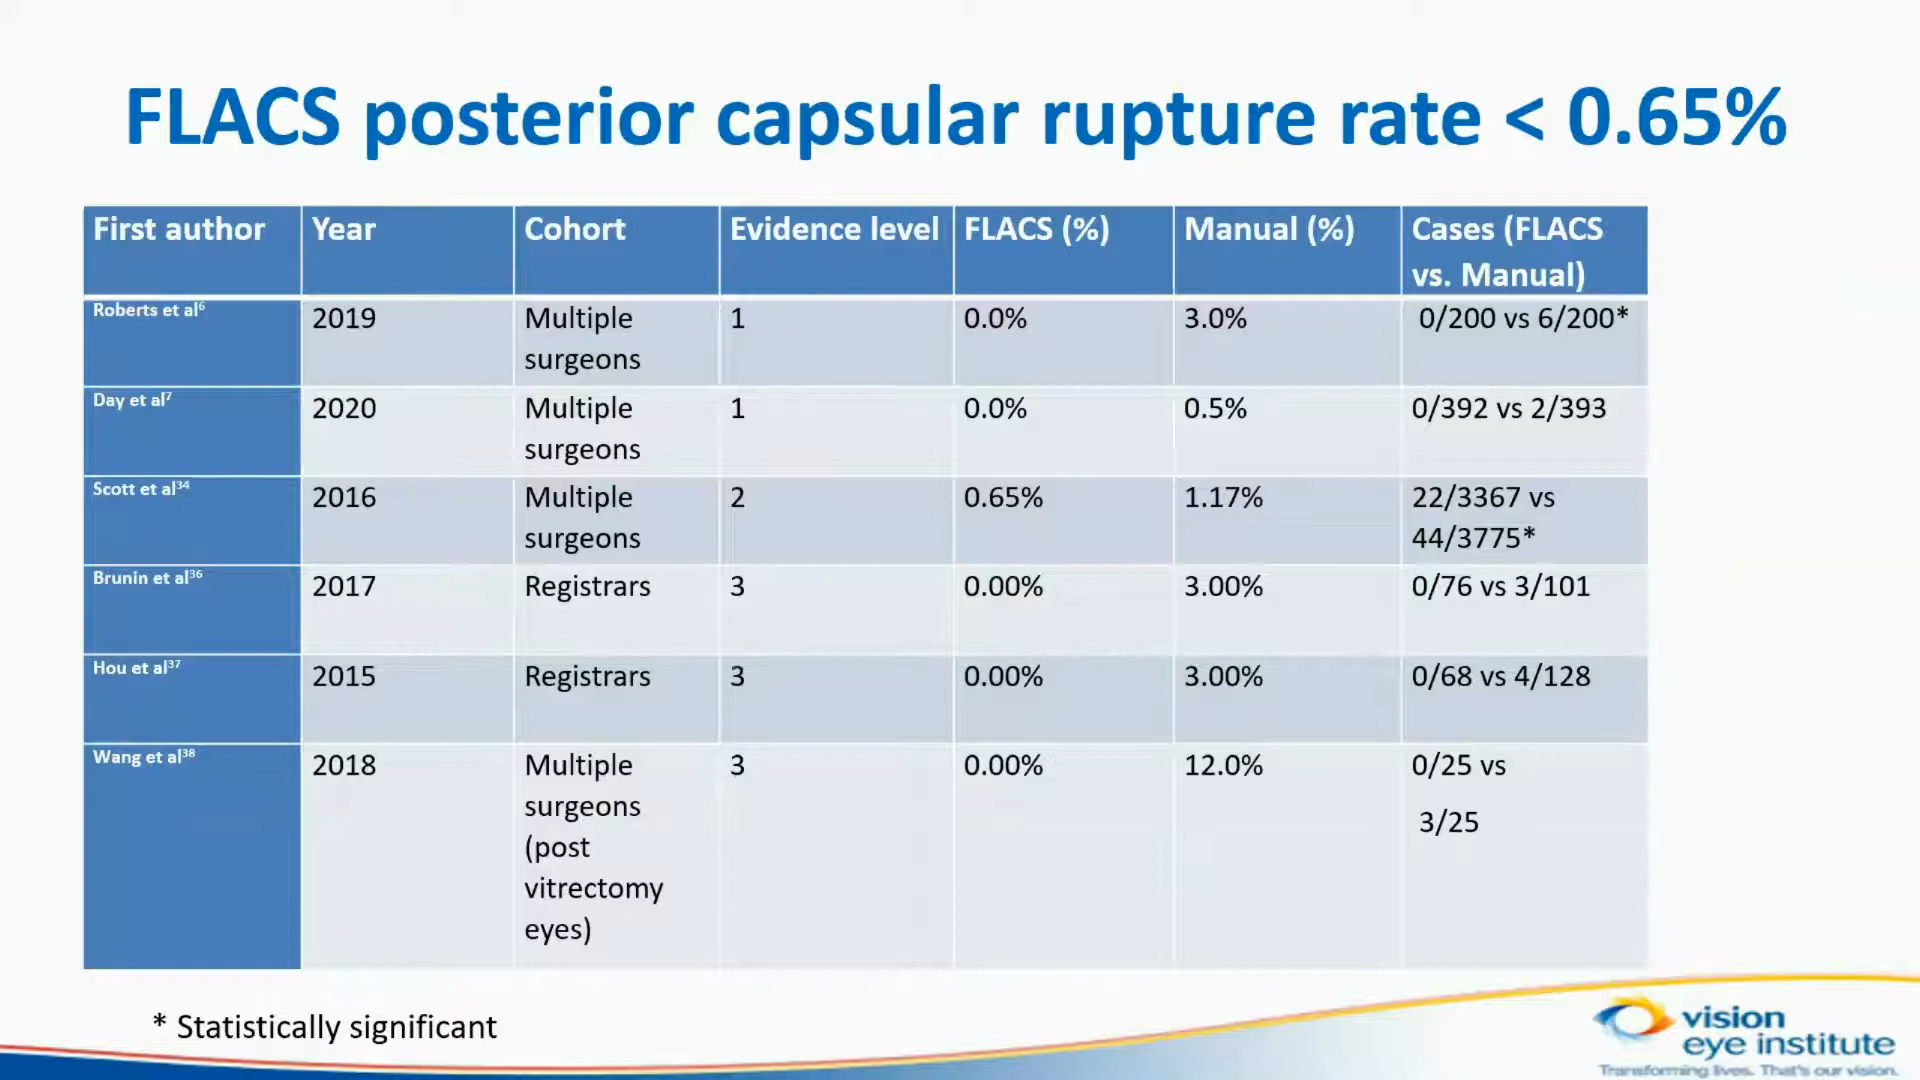 FLACS posterior capsular rupture rate < 0.65%
First author Year Cohort Evidence level FLACS (%) Manual (%) Cases (FLACS
vs. Manual)
Roberts et al⁶ 2019 Multiple 1 0.0% 3.0% 0/200 vs 6/200*
surgeons
Day et al⁷ 2020 Multiple 1 0.0% 0.5% 0/392 vs 2/393
surgeons
Scott et al³⁴ 2016 Multiple 2 0.65% 1.17% 22/3367 vs
surgeons 44/3775*
Brunin et al³⁶ 2017 Registrars 3 0.00% 3.00% 0/76 vs 3/101
Hou et al³⁷ 2015 Registrars 3 0.00% 3.00% 0/68 vs 4/128
Wang et al³⁸ 2018 Multiple 3 0.00% 12.0% 0/25 vs
surgeons 3/25
(post
vitrectomy
eyes)
* Statistically significant
vision
eye institute
Transforming lives. That's our vision.